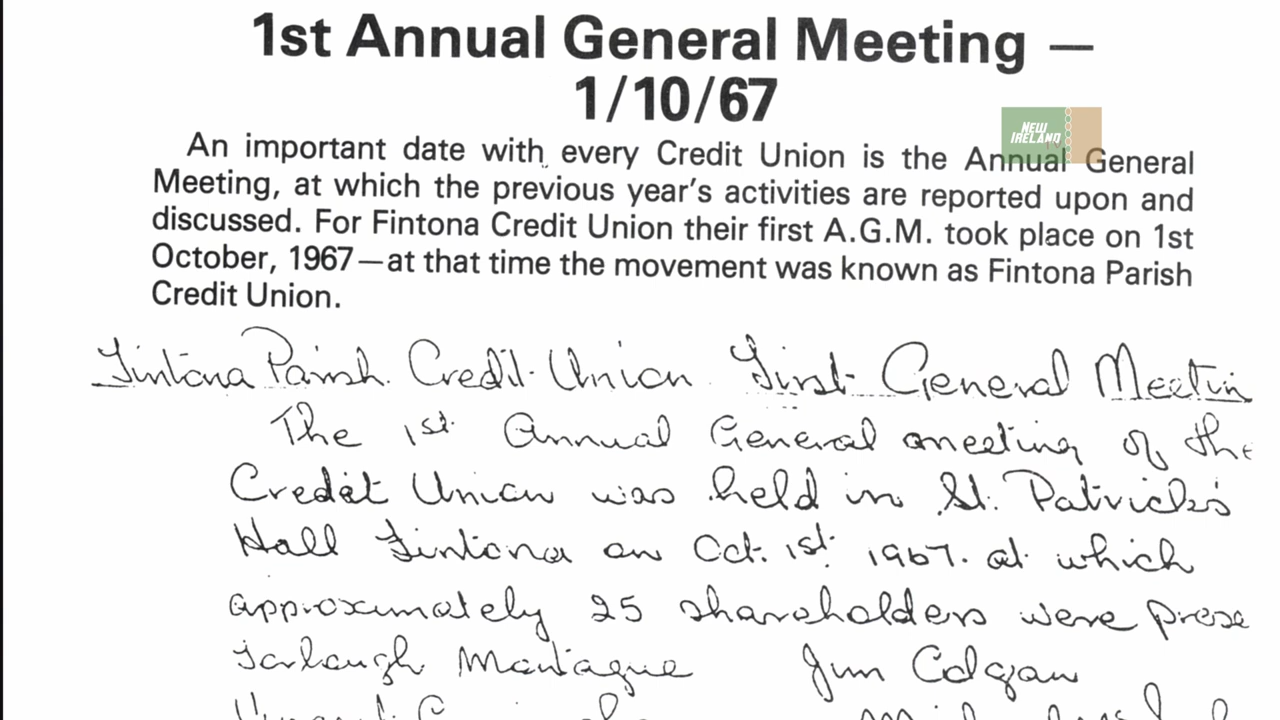 1st Annual General Meeting —
1/10/67
NEW
IRELAND
An important date with every Credit Union is the Annual General
Meeting, at which the previous year's activities are reported upon and
discussed. For Fintona Credit Union their first A.G.M. took place on 1st
October, 1967—at that time the movement was known as Fintona Parish
Credit Union.
Fintona Parish Credit Union First General Meetin
The 1st Annual General meeting of the
Credit Union was held in St. Patrick's
Hall Fintona on Oct. 1st 1967. at which
approximately 25 shareholders were prese
Tarlaugh Montague Jim Colgan